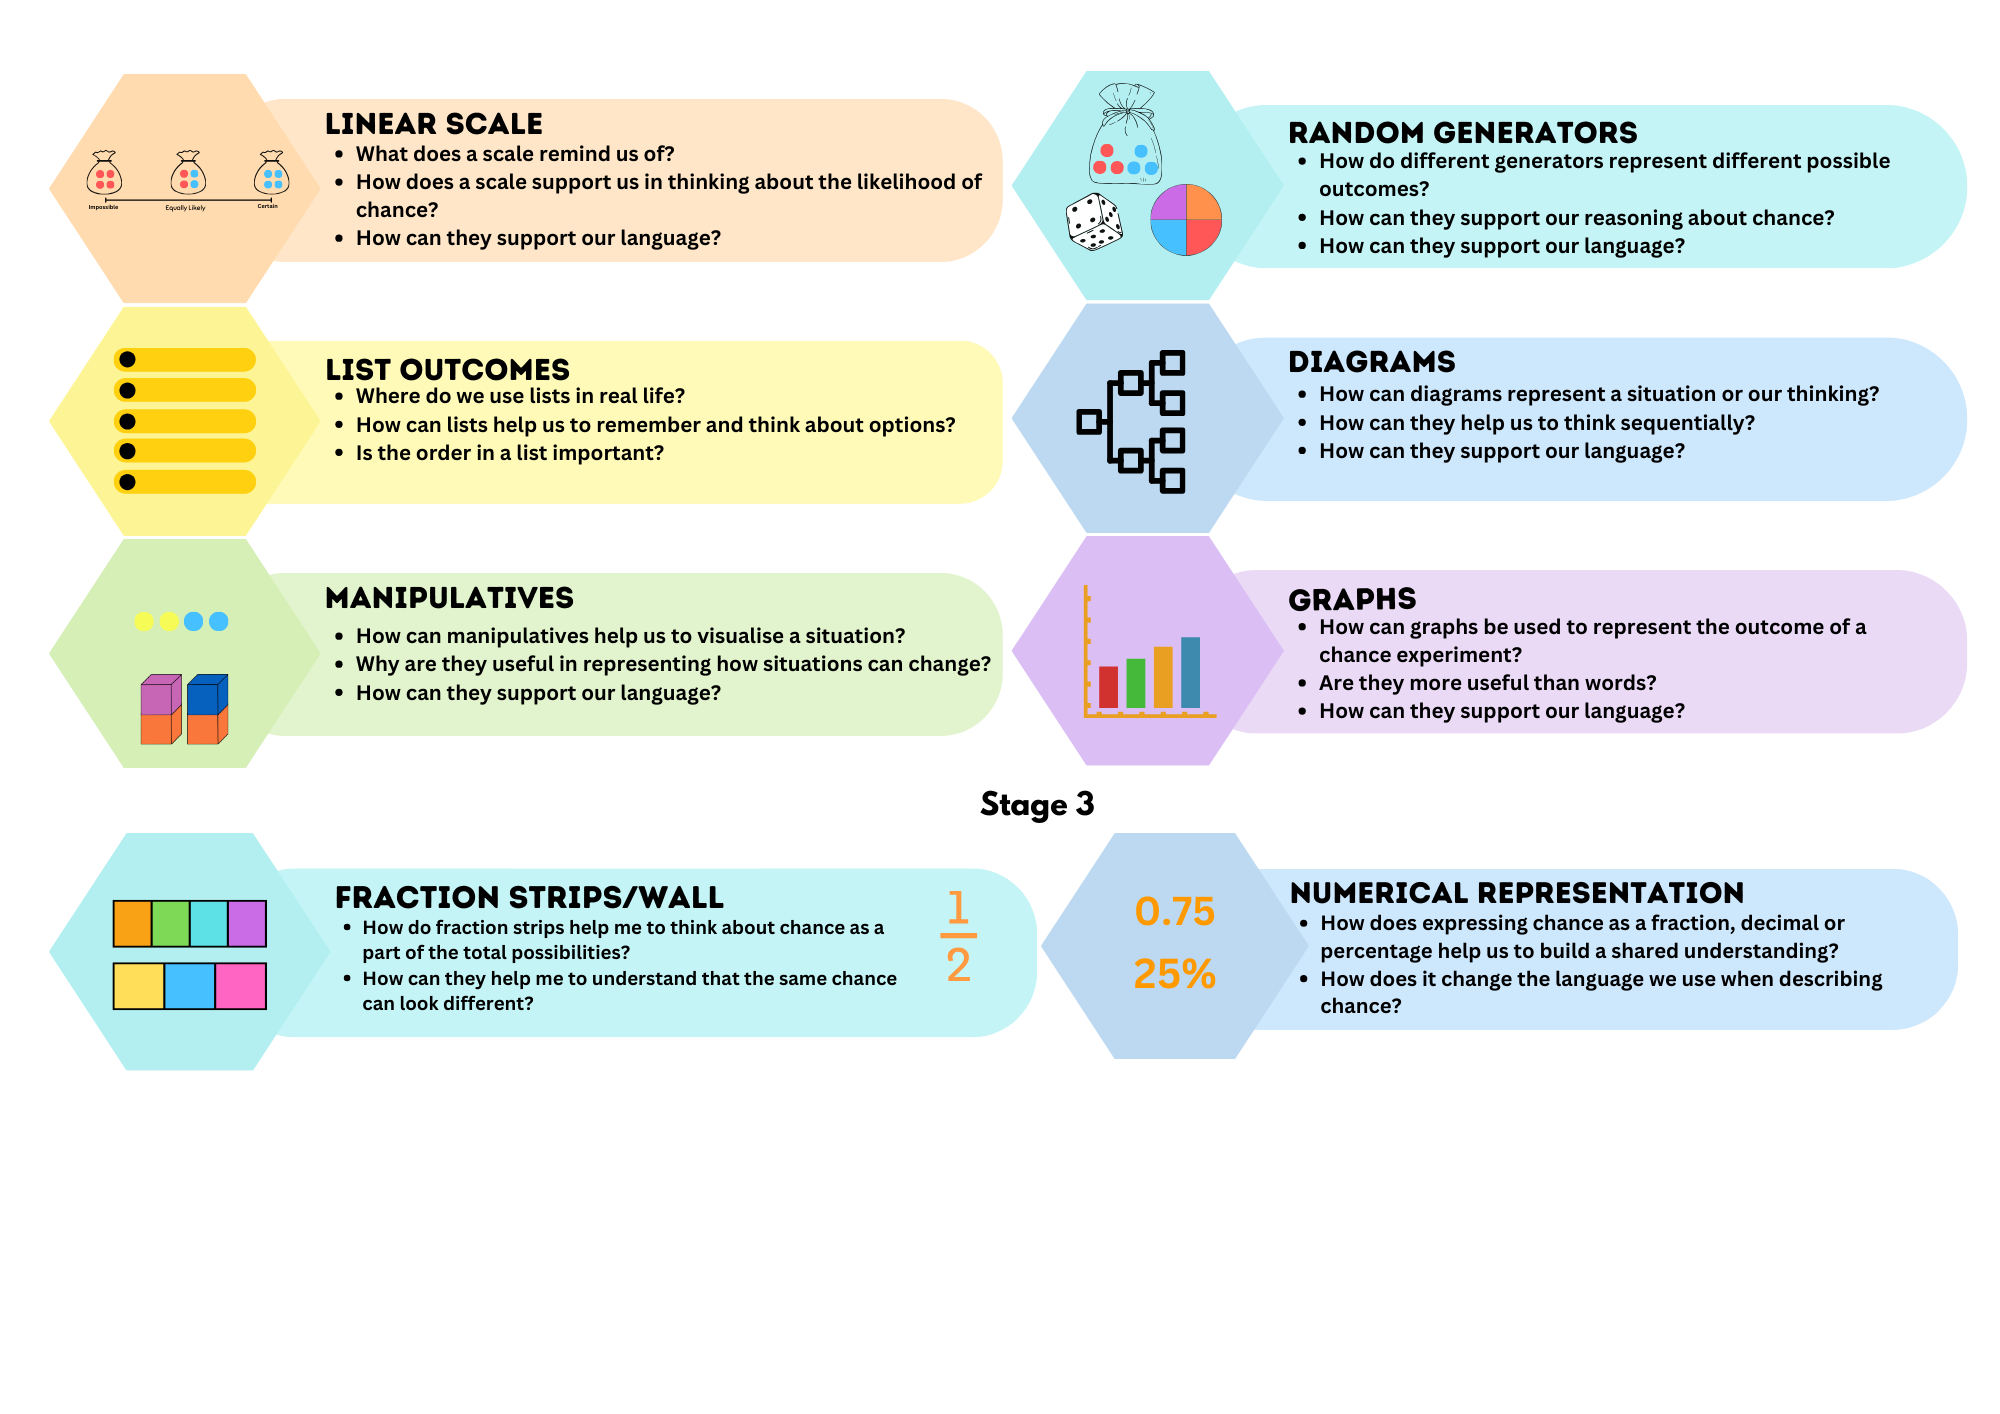 LINEAR SCALE
What does a scale remind us of?
How does a scale support us in thinking about the likelihood of
chance?
How can they support our language?
Impossible
Equally Likely
Certain
RANDOM GENERATORS
How do different generators represent different possible
outcomes?
How can they support our reasoning about chance?
How can they support our language?
LIST OUTCOMES
Where do we use lists in real life?
How can lists help us to remember and think about options?
Is the order in a list important?
DIAGRAMS
How can diagrams represent a situation or our thinking?
How can they help us to think sequentially?
How can they support our language?
MANIPULATIVES
How can manipulatives help us to visualise a situation?
Why are they useful in representing how situations can change?
How can they support our language?
GRAPHS
How can graphs be used to represent the outcome of a
chance experiment?
Are they more useful than words?
How can they support our language?
Stage 3
FRACTION STRIPS/WALL
How do fraction strips help me to think about chance as a
part of the total possibilities?
How can they help me to understand that the same chance
can look different?
1
2
0.75
25%
NUMERICAL REPRESENTATION
How does expressing chance as a fraction, decimal or
percentage help us to build a shared understanding?
How does it change the language we use when describing
chance?